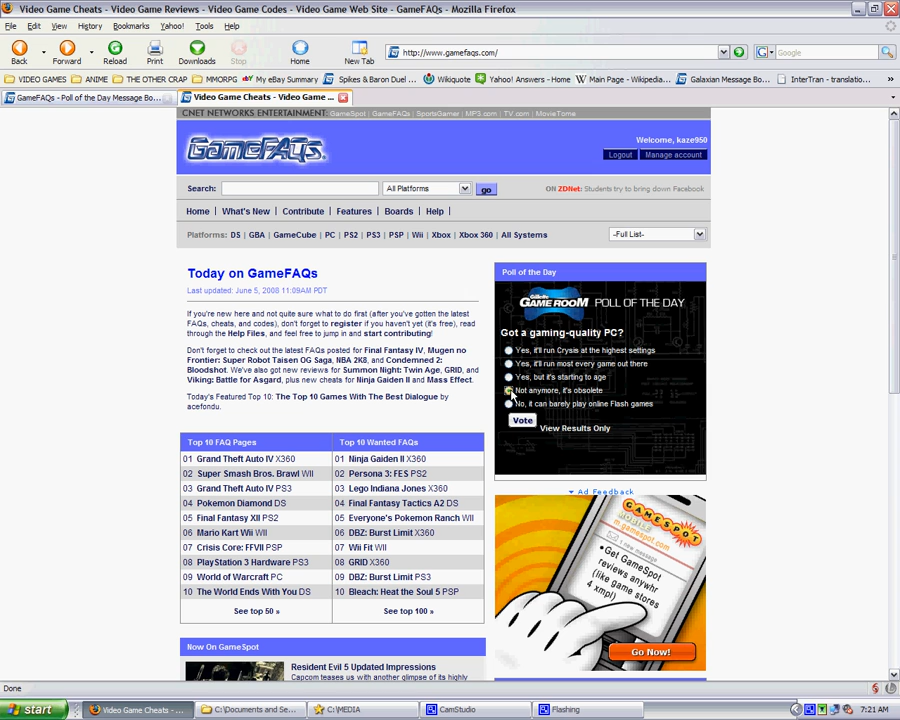 Video Game Cheats - Video Game Reviews - Video Game Codes - Video Game Web Site - GameFAQs - Mozilla Firefox
File Edit View History Bookmarks Yahoo! Tools Help
Back Forward Reload Print Downloads Stop Home New Tab http://www.gamefaqs.com/ Google
VIDEO GAMES ANIME THE OTHER CRAP MMORPG My eBay Summary Spikes & Baron Duel ... Wikiquote Yahoo! Answers - Home Main Page - Wikipedia... Galaxian Message Bo... InterTran - translatio... »
GameFAQs - Poll of the Day Message Bo... Video Game Cheats - Video Game ...
CNET NETWORKS ENTERTAINMENT: GameSpot | GameFAQs | SportsGamer | MP3.com | TV.com | MovieTome
GameFAQs.
Welcome, kaze950
Logout Manage account
Search: All Platforms go ON ZDNet: Students try to bring down Facebook
Home | What's New | Contribute | Features | Boards | Help |
Platforms: DS | GBA | GameCube | PC | PS2 | PS3 | PSP | Wii | Xbox | Xbox 360 | All Systems -Full List-
Today on GameFAQs
Last updated: June 5, 2008 11:09AM PDT
If you're new here and not quite sure what to do first (after you've gotten the latest
FAQs, cheats, and codes), don't forget to register if you haven't yet (it's free), read
through the Help Files, and feel free to jump in and start contributing!
Don't forget to check out the latest FAQs posted for Final Fantasy IV, Mugen no
Frontier: Super Robot Taisen OG Saga, NBA 2K8, and Condemned 2:
Bloodshot. We've also got new reviews for Summon Night: Twin Age, GRID, and
Viking: Battle for Asgard, plus new cheats for Ninja Gaiden II and Mass Effect.
Today's Featured Top 10: The Top 10 Games With The Best Dialogue by
acefondu.
Poll of the Day
Gillette GAME ROOM POLL OF THE DAY
Got a gaming-quality PC?
Yes, it'll run Crysis at the highest settings
Yes, it'll run most every game out there
Yes, but it's starting to age
Not anymore, it's obsolete
No, it can barely play online Flash games
Vote View Results Only
Top 10 FAQ Pages
01 Grand Theft Auto IV X360
02 Super Smash Bros. Brawl WII
03 Grand Theft Auto IV PS3
04 Pokemon Diamond DS
05 Final Fantasy XII PS2
06 Mario Kart Wii WII
07 Crisis Core: FFVII PSP
08 PlayStation 3 Hardware PS3
09 World of Warcraft PC
10 The World Ends With You DS
See top 50 »
Top 10 Wanted FAQs
01 Ninja Gaiden II X360
02 Persona 3: FES PS2
03 Lego Indiana Jones X360
04 Final Fantasy Tactics A2 DS
05 Everyone's Pokemon Ranch WII
06 DBZ: Burst Limit X360
07 Wii Fit WII
08 GRID X360
09 DBZ: Burst Limit PS3
10 Bleach: Heat the Soul 5 PSP
See top 100 »
Ad Feedback
GAMESPOT
MOBILE
m.gamespot.com
1 new message
•Get GameSpot
reviews anywhr
(like game stores
4 xmpl)
Go Now!
Now On GameSpot
Resident Evil 5 Updated Impressions
Capcom teases us with another glimpse of its highly
Done
start Video Game Cheats - ... C:\Documents and Se... C:\MEDIA CamStudio Flashing 7:21 AM